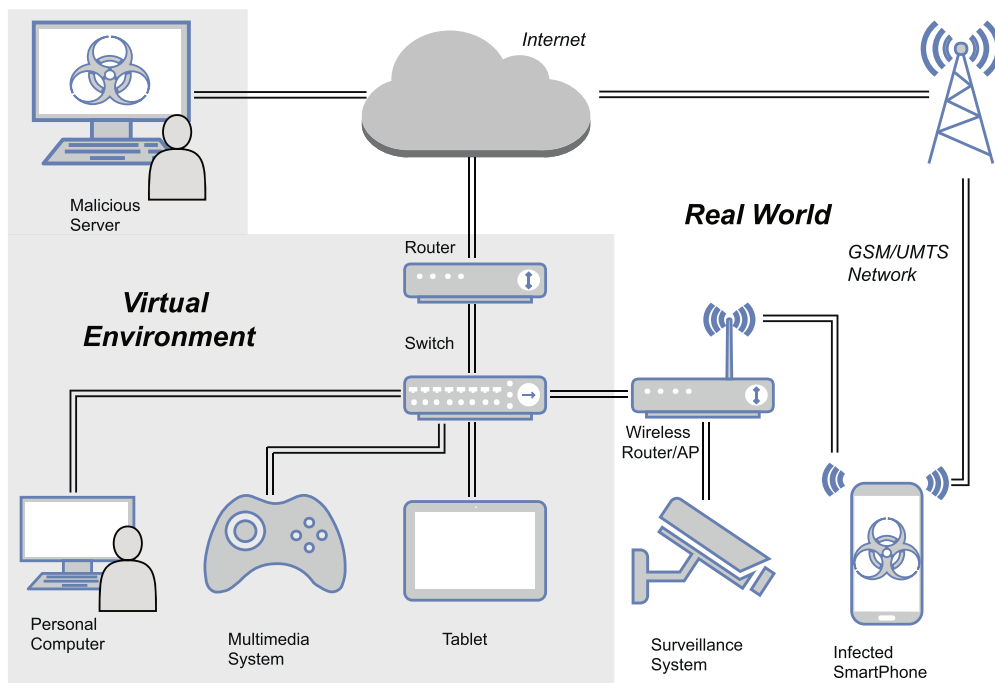 Internet
Malicious
Server
Real World
GSM/UMTS
Network
Router
Virtual
Environment
Switch
Wireless
Router/AP
Personal
Computer
Multimedia
System
Tablet
Surveillance
System
Infected
SmartPhone